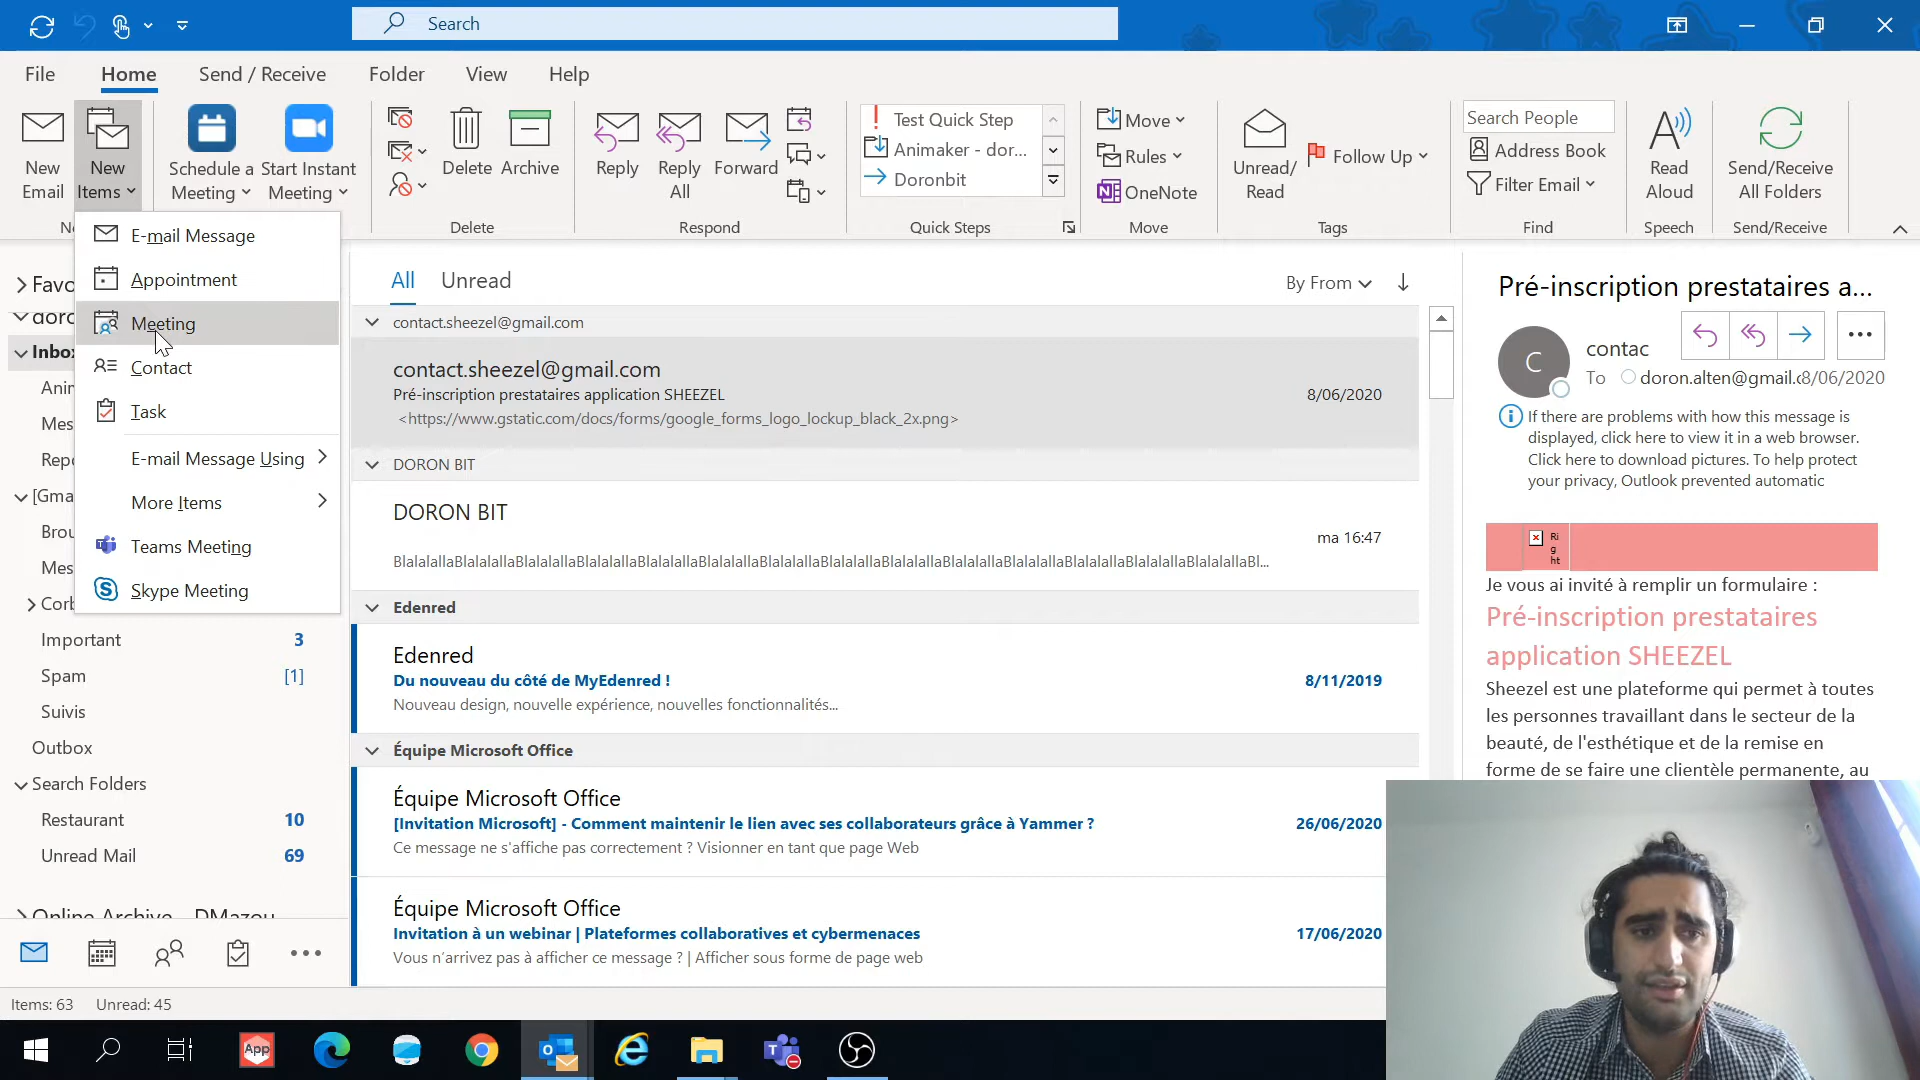 Search
File Home Send / Receive Folder View Help
New Email
New Items
Schedule a Meeting
Start Instant Meeting
Delete
Archive
Reply
Reply All
Forward
Test Quick Step
Animaker - dor...
Doronbit
Move
Rules
OneNote
Unread/ Read
Follow Up
Search People
Address Book
Filter Email
Read Aloud
Send/Receive All Folders
Delete
Respond
Quick Steps
Move
Tags
Find
Speech
Send/Receive
E-mail Message
Appointment
Meeting
Contact
Task
E-mail Message Using
More Items
Teams Meeting
Skype Meeting
Important 3
Spam [1]
Suivis
Outbox
Search Folders
Restaurant 10
Unread Mail 69
Items: 63 Unread: 45
All Unread By From
contact.sheezel@gmail.com
contact.sheezel@gmail.com
Pré-inscription prestataires application SHEEZEL 8/06/2020
<https://www.gstatic.com/docs/forms/google_forms_logo_lockup_black_2x.png>
DORON BIT
DORON BIT
ma 16:47
BlalalallaBlalalallaBlalalallaBlalalallaBlalalallaBlalalallaBlalalallaBlalalallaBlalalallaBlalalallaBlalalallaBlalalallaBlalalallaBl...
Edenred
Edenred
Du nouveau du côté de MyEdenred ! 8/11/2019
Nouveau design, nouvelle expérience, nouvelles fonctionnalités...
Équipe Microsoft Office
Équipe Microsoft Office
[Invitation Microsoft] - Comment maintenir le lien avec ses collaborateurs grâce à Yammer ? 26/06/2020
Ce message ne s'affiche pas correctement ? Visionner en tant que page Web
Équipe Microsoft Office
Invitation à un webinar | Plateformes collaboratives et cybermenaces 17/06/2020
Vous n'arrivez pas à afficher ce message ? | Afficher sous forme de page web
Pré-inscription prestataires a...
C
contac
To doron.alten@gmail.c 8/06/2020
If there are problems with how this message is
displayed, click here to view it in a web browser.
Click here to download pictures. To help protect
your privacy, Outlook prevented automatic
Right
Je vous ai invité à remplir un formulaire :
Pré-inscription prestataires
application SHEEZEL
Sheezel est une plateforme qui permet à toutes
les personnes travaillant dans le secteur de la
beauté, de l'esthétique et de la remise en
forme de se faire une clientèle permanente, au
App